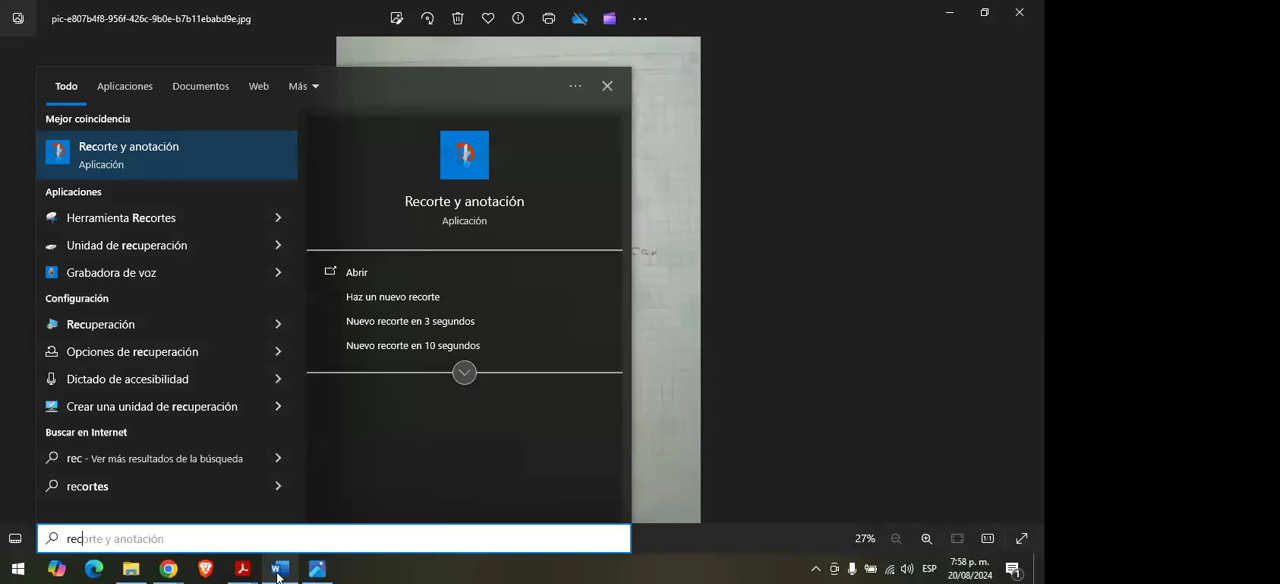 pic-e807b4f8-956f-426c-9b0e-b7b11ebabd9e.jpg
Todo Aplicaciones Documentos Web Más
Mejor coincidencia
Recorte y anotación
Aplicación
Aplicaciones
Herramienta Recortes
Unidad de recuperación
Grabadora de voz
Configuración
Recuperación
Opciones de recuperación
Dictado de accesibilidad
Crear una unidad de recuperación
Buscar en Internet
rec - Ver más resultados de la búsqueda
recortes
recorte y anotación
Recorte y anotación
Aplicación
Abrir
Haz un nuevo recorte
Nuevo recorte en 3 segundos
Nuevo recorte en 10 segundos
27%
1:1
ESP
7:58 p. m.
20/08/2024
1